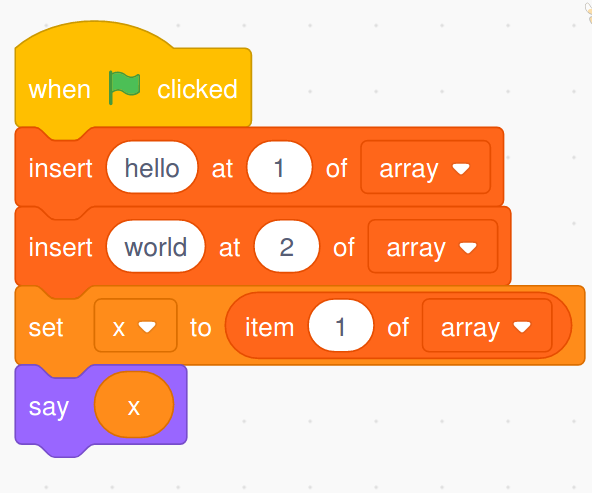 when clicked
insert hello at 1 of array
insert world at 2 of array
set x to item 1 of array
say x